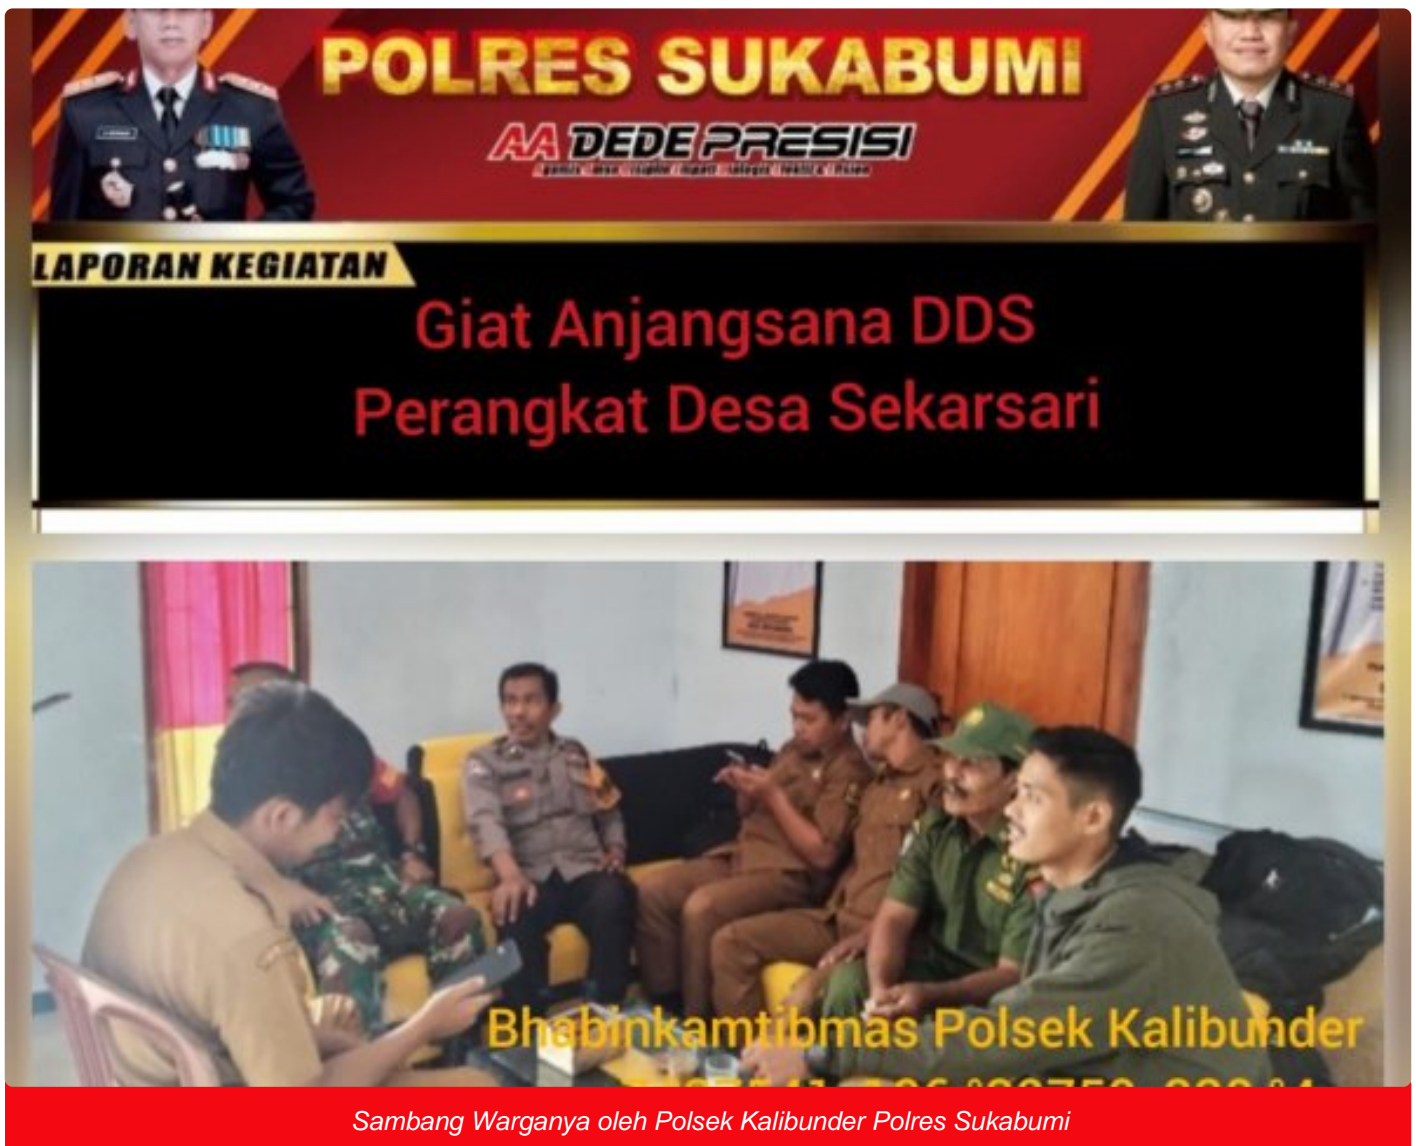 POLRES SUKABUMI
AA DEDE PRESISI
LAPORAN KEGIATAN
Giat Anjangsana DDS
Perangkat Desa Sekarsari
Bhabinkamtibmas Polsek Kalibunder
Sambang Warganya oleh Polsek Kalibunder Polres Sukabumi